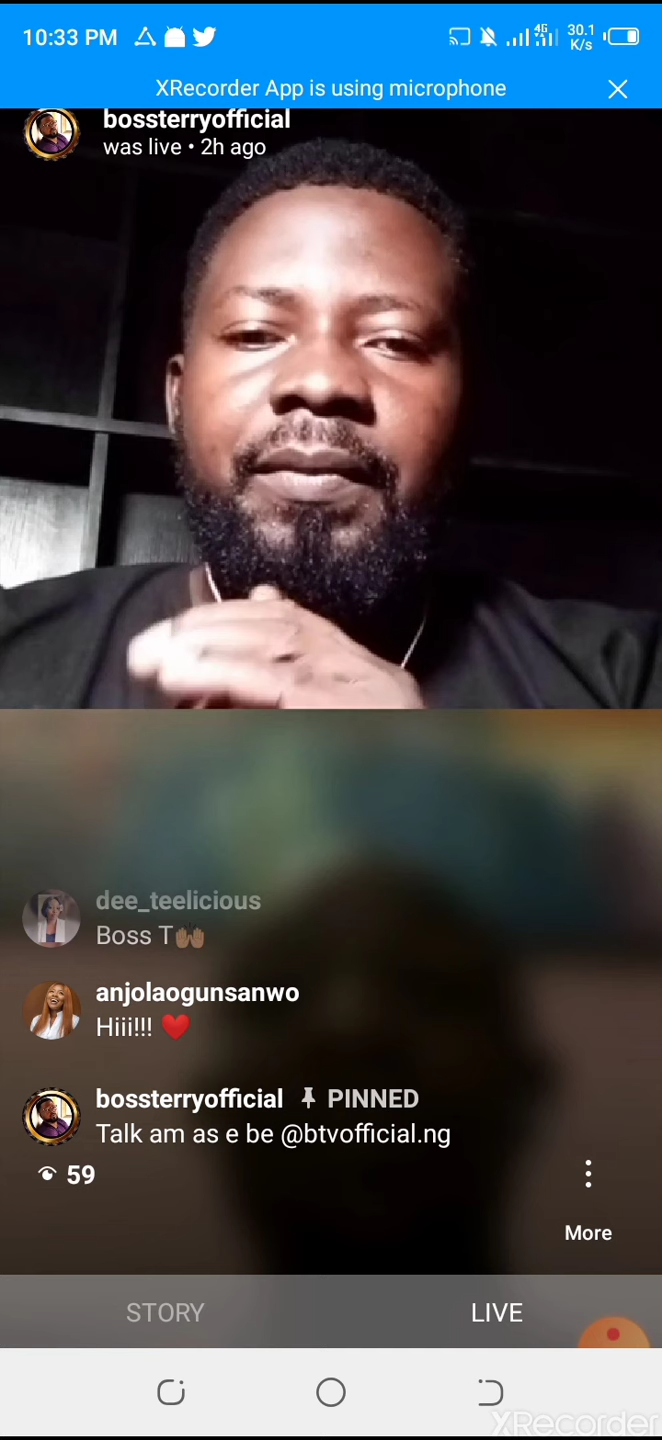 10:33 PM
4G
30.1
K/s
XRecorder App is using microphone
bossterryofficial
was live • 2h ago
dee_teelicious
Boss T🙌🏽
anjolaogunsanwo
Hiii!!! ❤️
bossterryofficial PINNED
Talk am as e be @btvofficial.ng
59
More
STORY LIVE
XRecorder